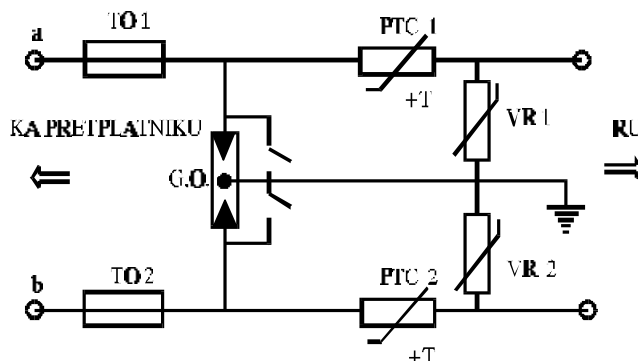 TO 1
PTC 1
a
+T
KA PRETPLATNIKU
VR 1
RU
G.O.
b
TO 2
PTC 2
VR 2
+T